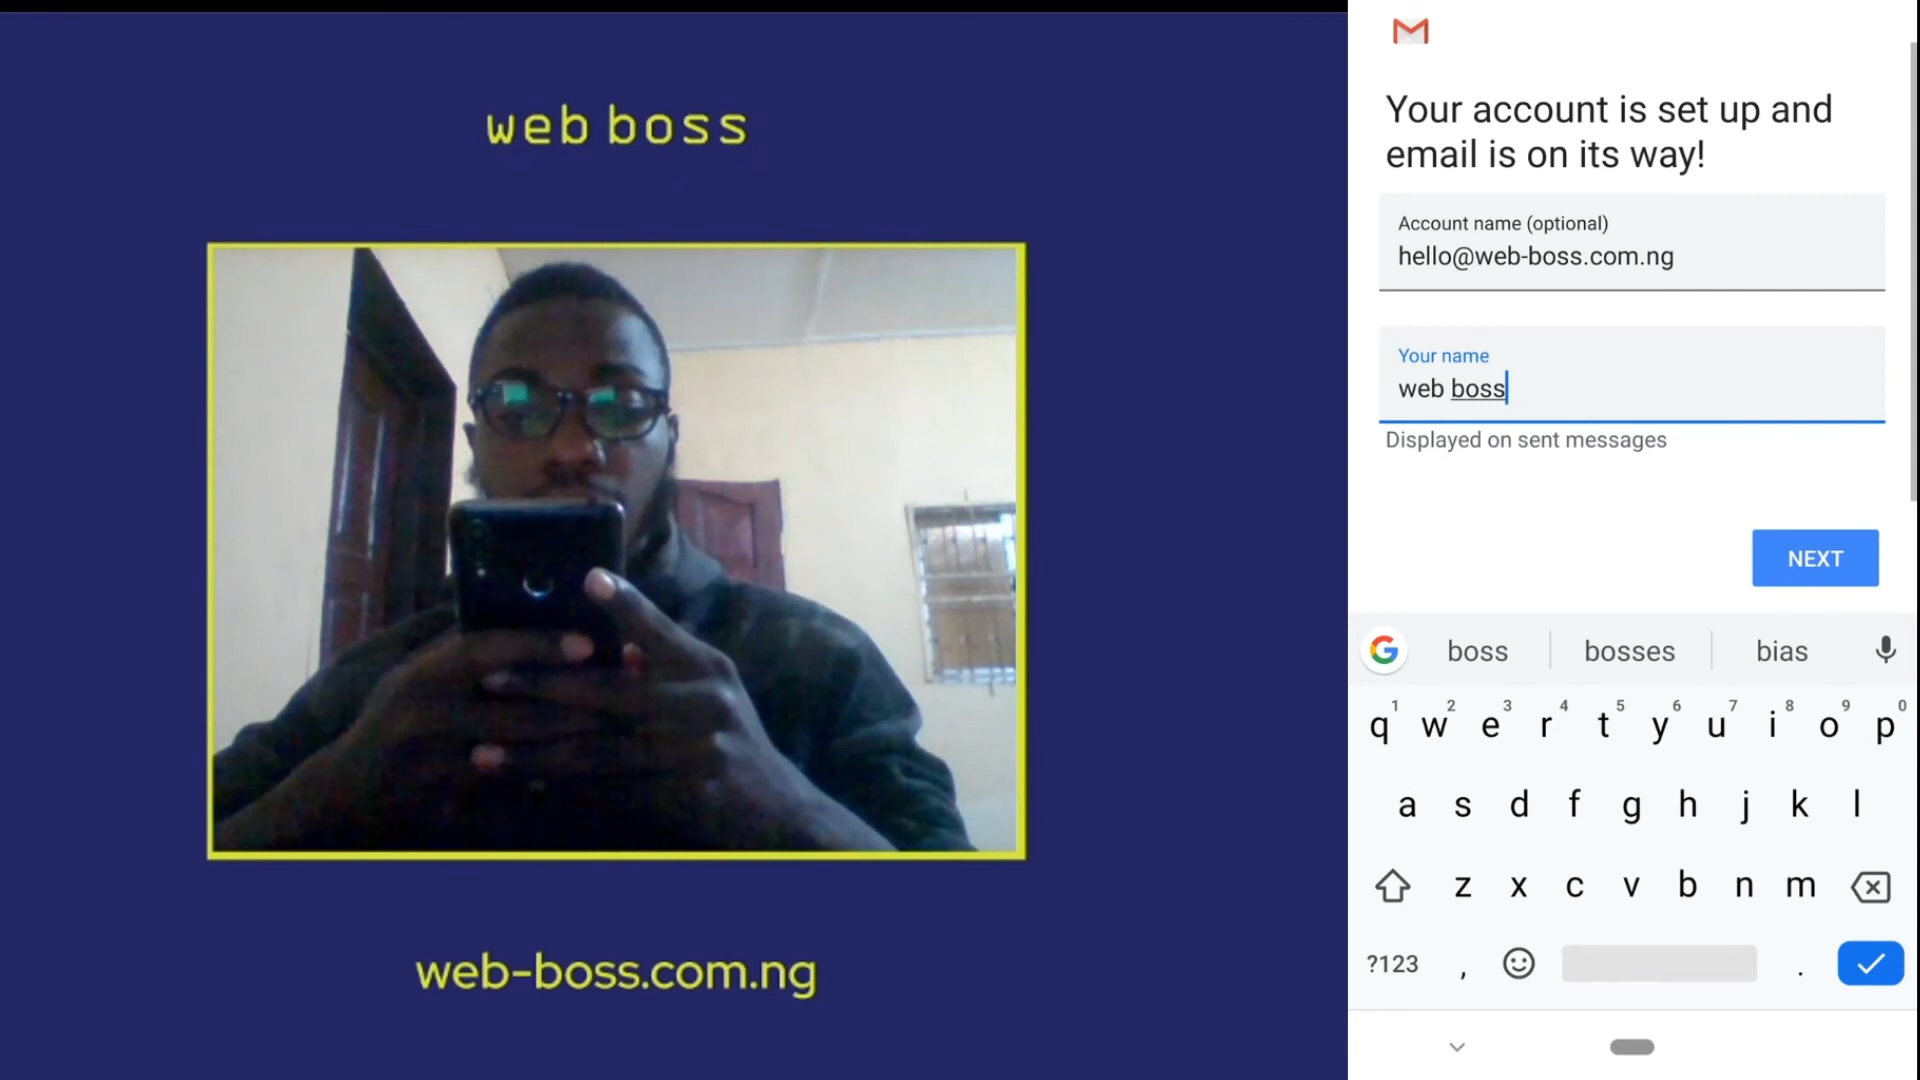 web boss
web-boss.com.ng
Your account is set up and
email is on its way!
Account name (optional)
hello@web-boss.com.ng
Your name
web boss
Displayed on sent messages
NEXT
boss bosses bias
1 2 3 4 5 6 7 8 9 0
q w e r t y u i o p
a s d f g h j k l
z x c v b n m
?123 , .